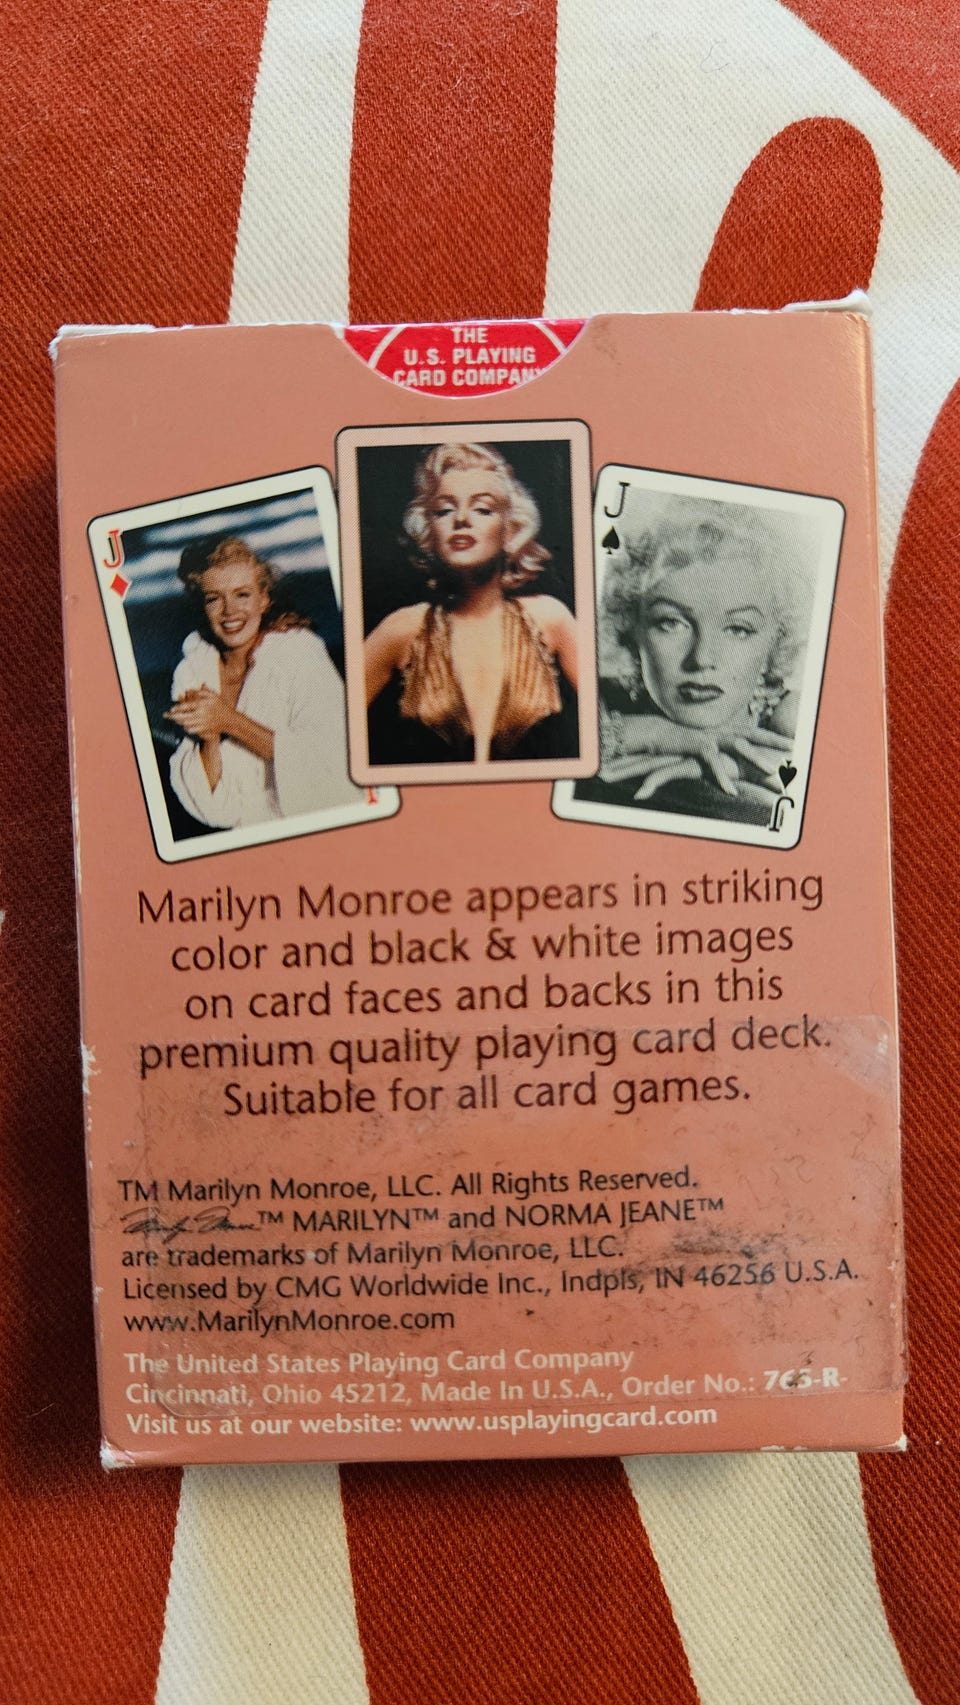 THE
U.S. PLAYING
CARD COMPANY
J
J
J
Marilyn Monroe appears in striking
color and black & white images
on card faces and backs in this
premium quality playing card deck.
Suitable for all card games.
TM Marilyn Monroe, LLC. All Rights Reserved.
Marilyn Monroe™ MARILYN™ and NORMA JEANE™
are trademarks of Marilyn Monroe, LLC.
Licensed by CMG Worldwide Inc., Indpls, IN 46256 U.S.A.
www.MarilynMonroe.com
The United States Playing Card Company
Cincinnati, Ohio 45212, Made In U.S.A., Order No.:
Visit us at our website: www.usplayingcard.com